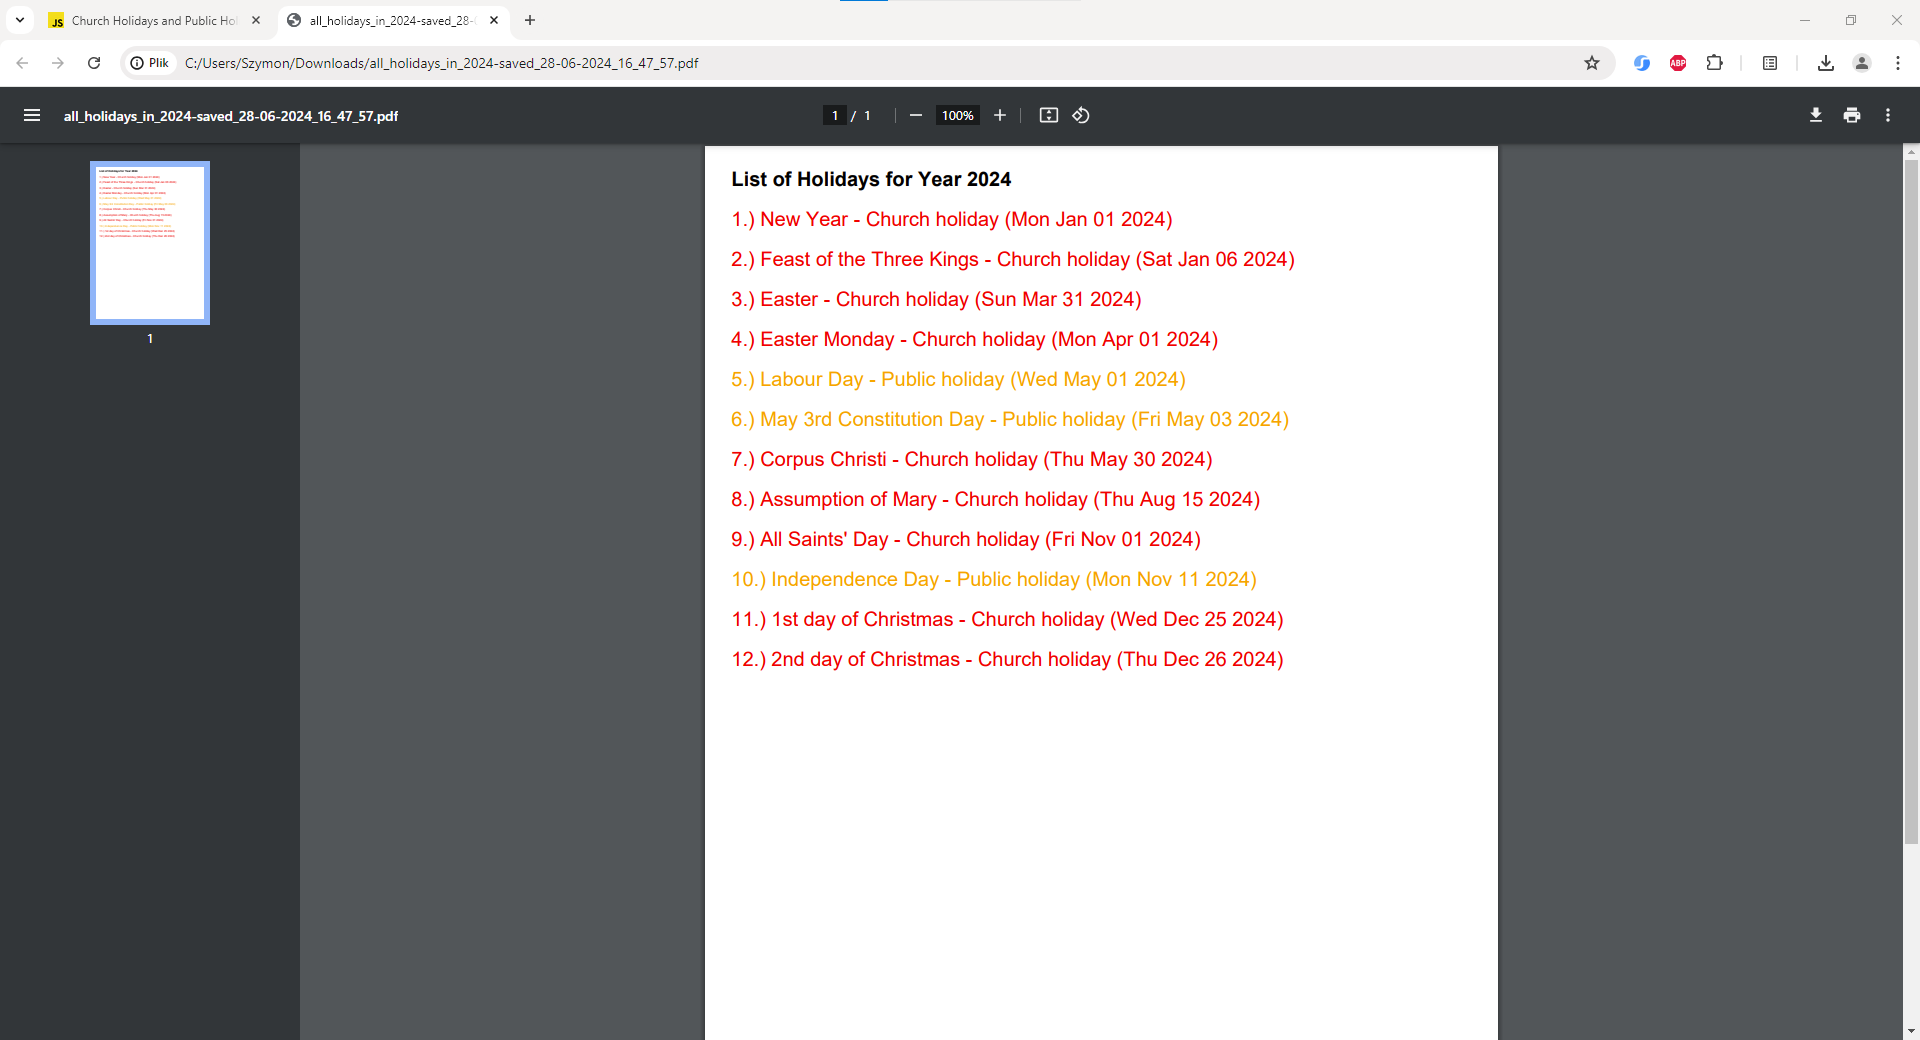 Church Holidays and Public Hol
all_holidays_in_2024-saved_28-
Plik
C:/Users/Szymon/Downloads/all_holidays_in_2024-saved_28-06-2024_16_47_57.pdf
ABP
all_holidays_in_2024-saved_28-06-2024_16_47_57.pdf
1 / 1
100%
1
List of Holidays for Year 2024
1.) New Year - Church holiday (Mon Jan 01 2024)
2.) Feast of the Three Kings - Church holiday (Sat Jan 06 2024)
3.) Easter - Church holiday (Sun Mar 31 2024)
4.) Easter Monday - Church holiday (Mon Apr 01 2024)
5.) Labour Day - Public holiday (Wed May 01 2024)
6.) May 3rd Constitution Day - Public holiday (Fri May 03 2024)
7.) Corpus Christi - Church holiday (Thu May 30 2024)
8.) Assumption of Mary - Church holiday (Thu Aug 15 2024)
9.) All Saints' Day - Church holiday (Fri Nov 01 2024)
10.) Independence Day - Public holiday (Mon Nov 11 2024)
11.) 1st day of Christmas - Church holiday (Wed Dec 25 2024)
12.) 2nd day of Christmas - Church holiday (Thu Dec 26 2024)